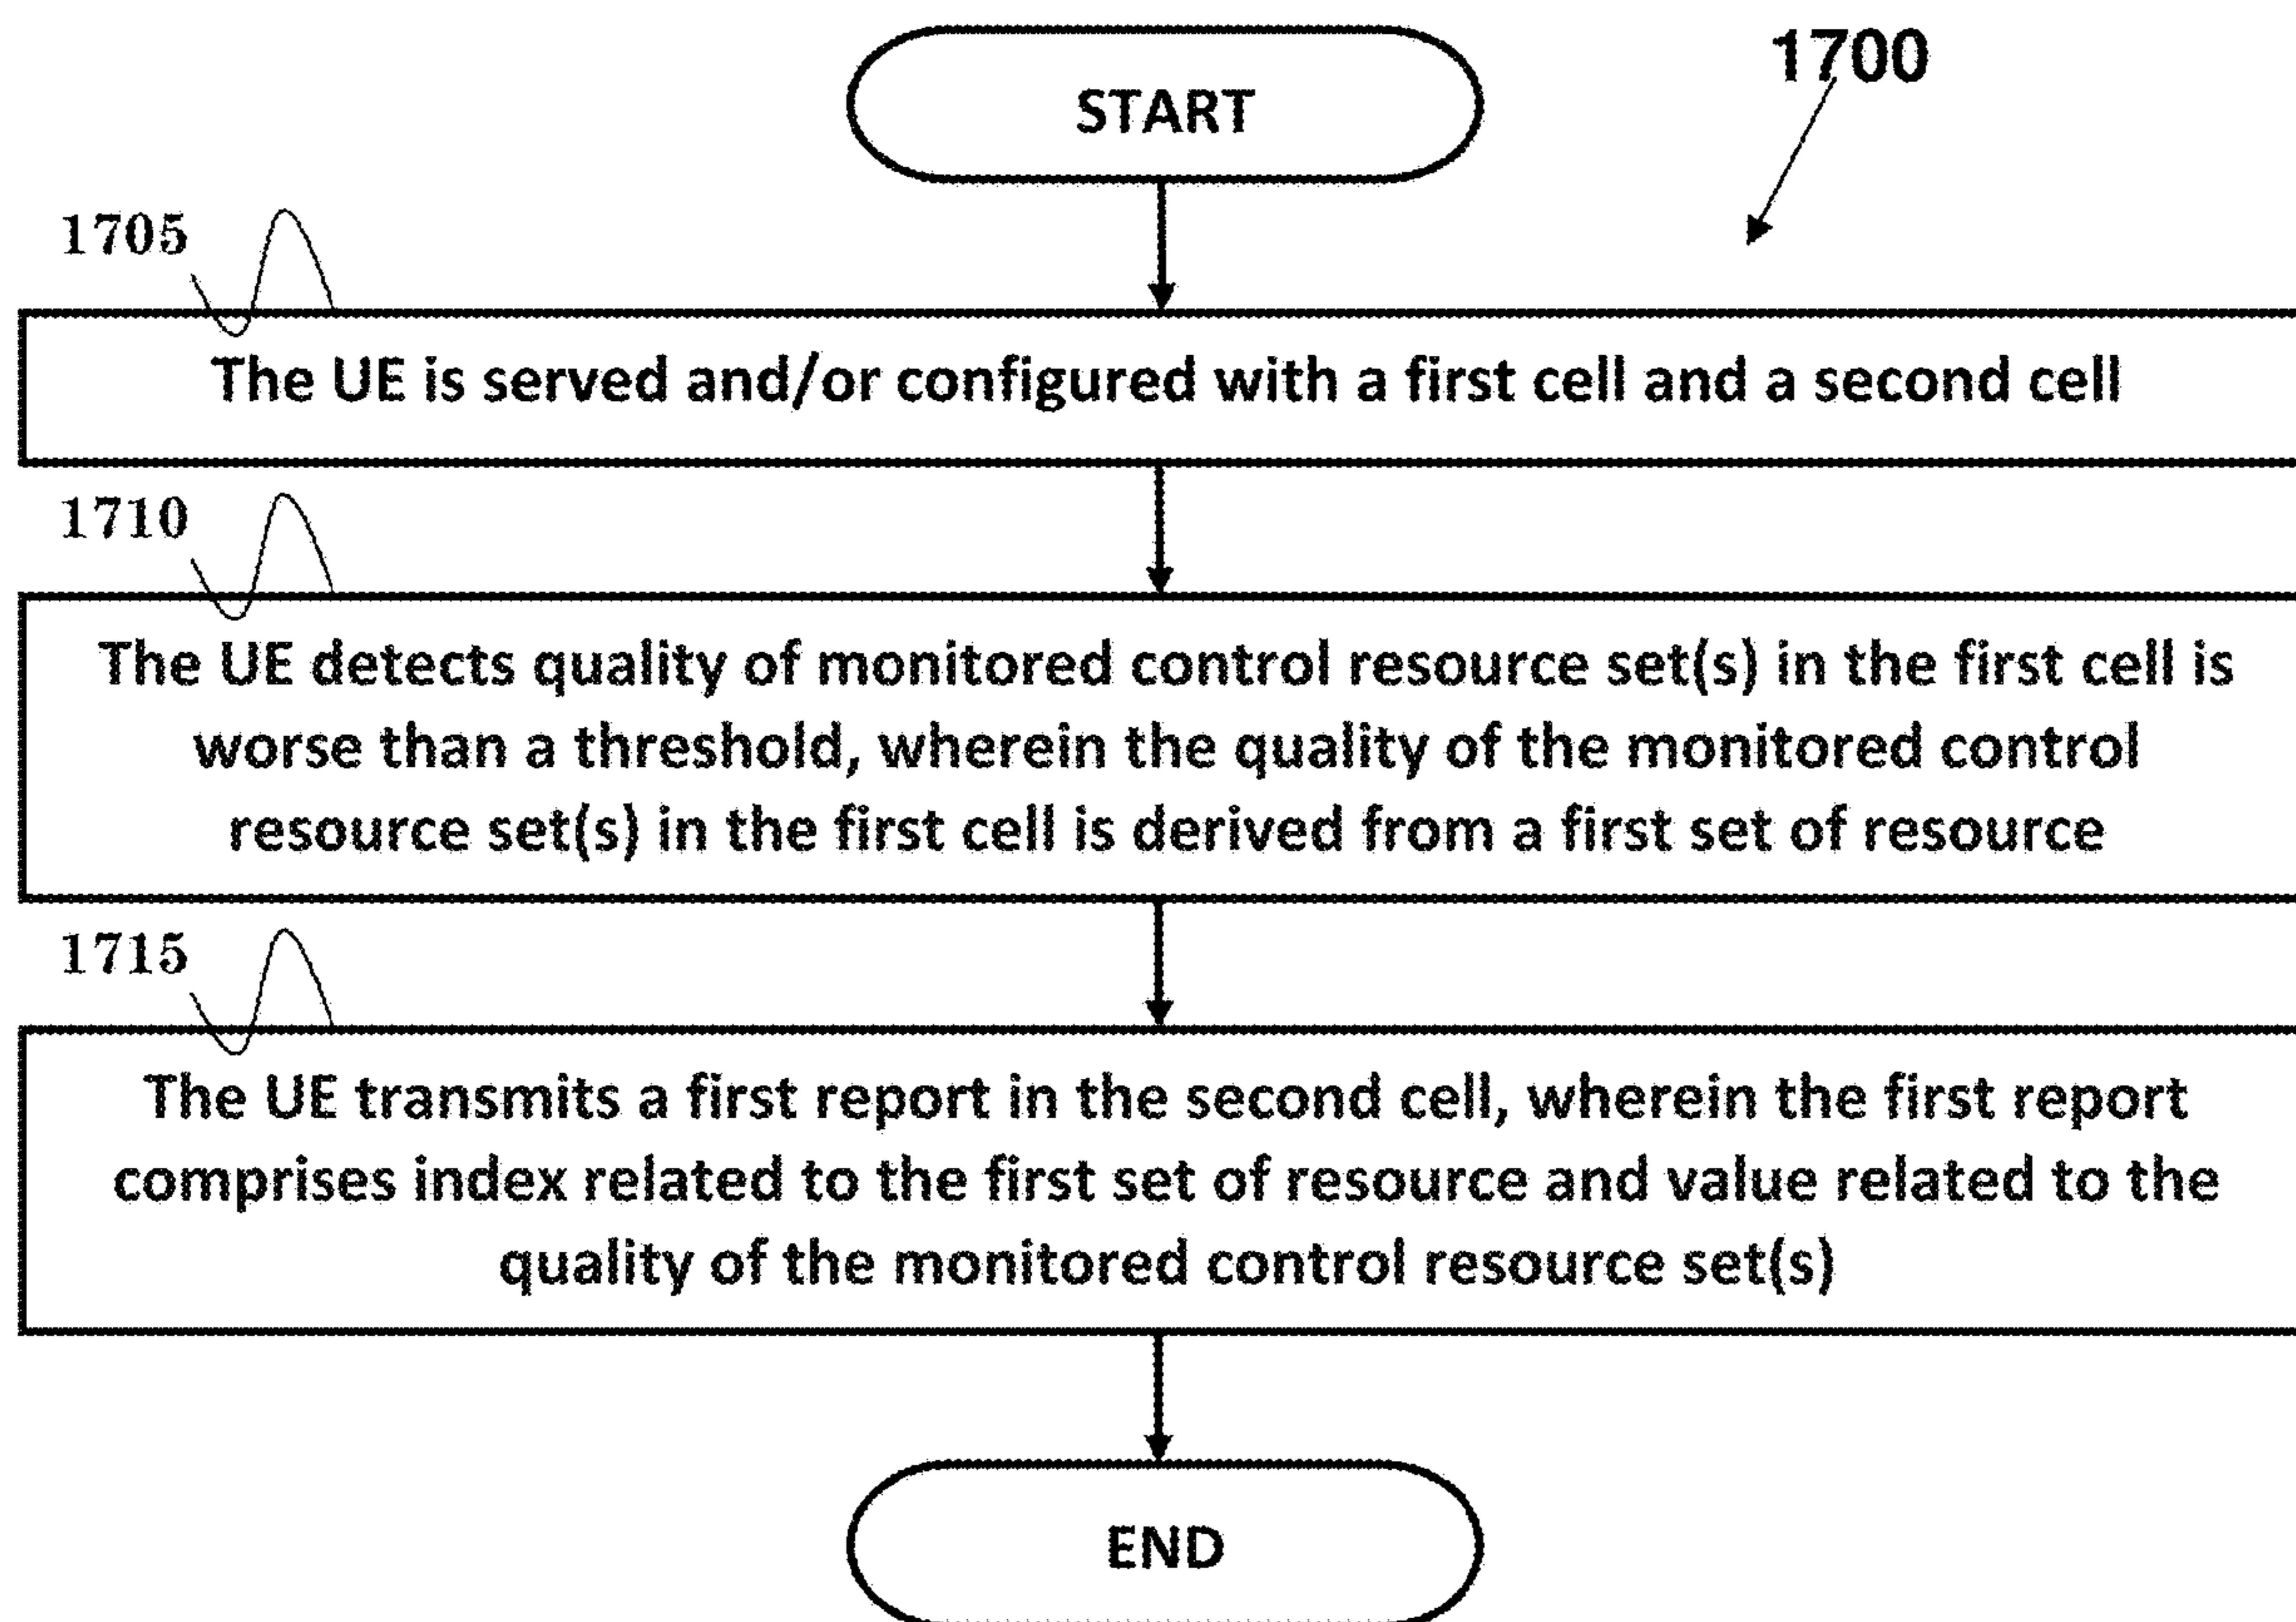 1700
START
1705
The UE is served and/or configured with a first cell and a second cell
1710
The UE detects quality of monitored control resource set(s) in the first cell is
worse than a threshold, wherein the quality of the monitored control
resource set(s) in the first cell is derived from a first set of resource
1715
The UE transmits a first report in the second cell, wherein the first report
comprises index related to the first set of resource and value related to the
quality of the monitored control resource set(s)
END